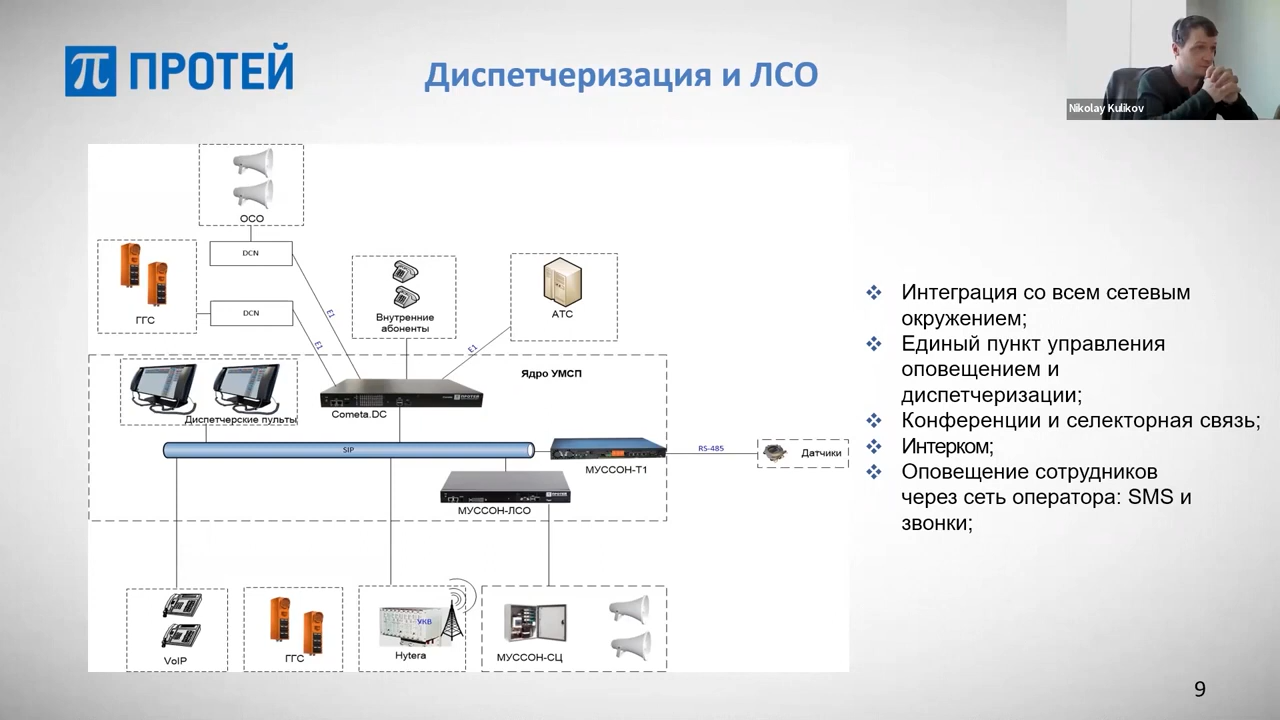 ПРОТЕЙ
Диспетчеризация и ЛСО
Nikolay Kulikov
ОСО
DCN
ГГС
DCN
E1
E1
Внутренние
абоненты
АТС
E1
Ядро УМСП
Диспетчерские пульты
ПРОТЕЙ
Cometa.DC
SIP
МУССОН-Т1
RS-485
Датчики
МУССОН-ЛСО
VoIP
ГГС
УКВ
Hytera
МУССОН-СЦ
Интеграция со всем сетевым
окружением;
Единый пункт управления
оповещением и
диспетчеризации;
Конференции и селекторная связь;
Интерком;
Оповещение сотрудников
через сеть оператора: SMS и
звонки;
9